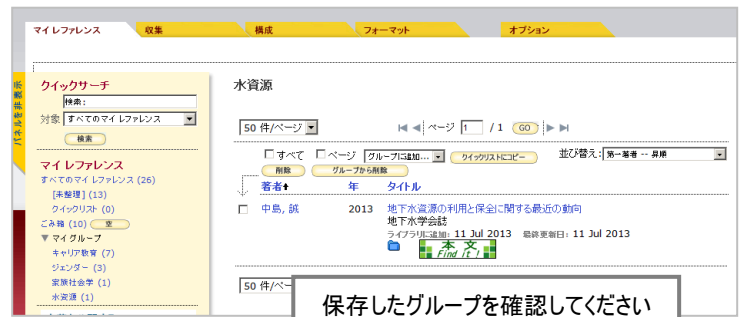 マイ レファレンス 収集 構成 フォーマット オプション
パネルを非表示
クイックサーチ
検索:
対象 すべてのマイ レファレンス
検索
マイ レファレンス
すべてのマイ レファレンス (26)
[未整理] (13)
クイックリスト (0)
ごみ箱 (10) 空
▼ マイ グループ
キャリア教育 (7)
ジェンダー (3)
家族社会学 (1)
水資源 (1)
水資源
50 件/ページ ページ 1 / 1 GO
すべて ページ グループに追加... クイックリストにコピー 並び替え: 第一著者 -- 昇順
削除 グループから削除
著者 年 タイトル
中島, 誠 2013 地下水資源の利用と保全に関する最近の動向
地下水学会誌
ライブラリに追加: 11 Jul 2013 最終更新日: 11 Jul 2013
本 文
Find it !
50 件/ペー
保存したグループを確認してください